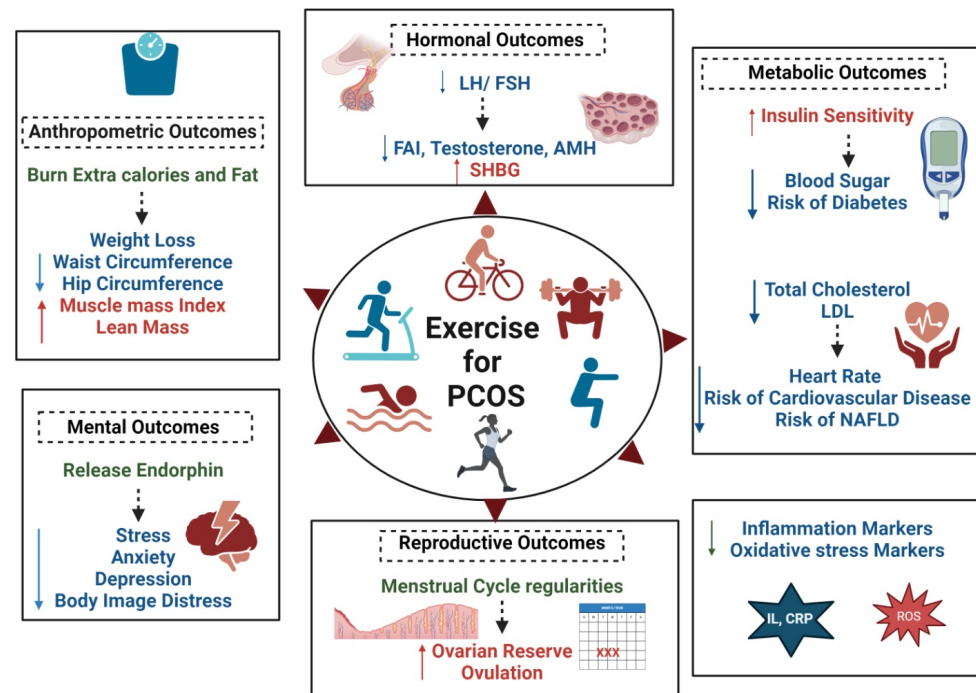 Anthropometric Outcomes
Burn Extra calories and Fat
Weight Loss
Waist Circumference
Hip Circumference
Muscle mass Index
Lean Mass
Hormonal Outcomes
LH/ FSH
FAI, Testosterone, AMH
SHBG
Metabolic Outcomes
Insulin Sensitivity
Blood Sugar
Risk of Diabetes
Total Cholesterol
LDL
Heart Rate
Risk of Cardiovascular Disease
Risk of NAFLD
Exercise
for
PCOS
Mental Outcomes
Release Endorphin
Stress
Anxiety
Depression
Body Image Distress
Reproductive Outcomes
Menstrual Cycle regularities
XXX
Ovarian Reserve
Ovulation
Inflammation Markers
Oxidative stress Markers
IL, CRP
ROS